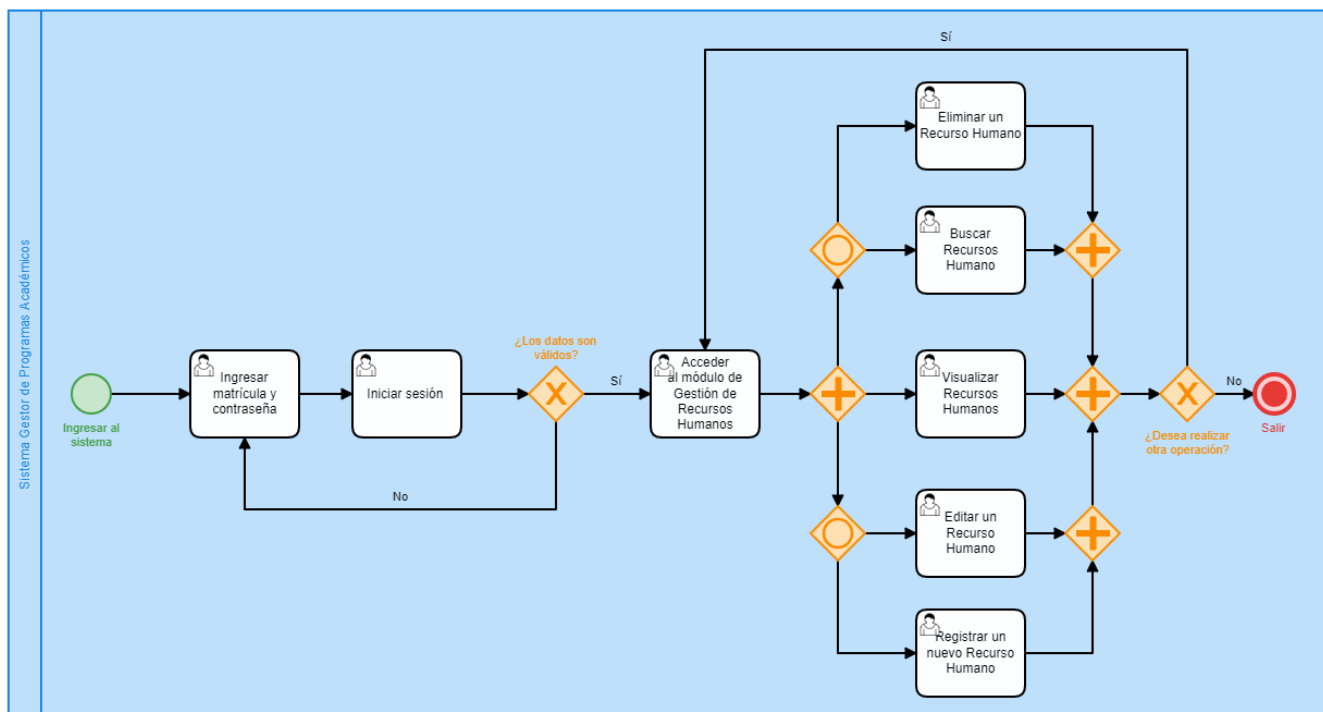 Sistema Gestor de Programas Académicos
Ingresar al
sistema
Ingresar
matrícula y
contraseña
Iniciar sesión
¿Los datos son
válidos?
Sí
No
Acceder
al módulo de
Gestión de
Recursos
Humanos
Sí
Eliminar un
Recurso Humano
Buscar
Recursos
Humano
Visualizar
Recursos
Humanos
Editar un
Recurso
Humano
Registrar un
nuevo Recurso
Humano
¿Desea realizar
otra operación?
No
Salir